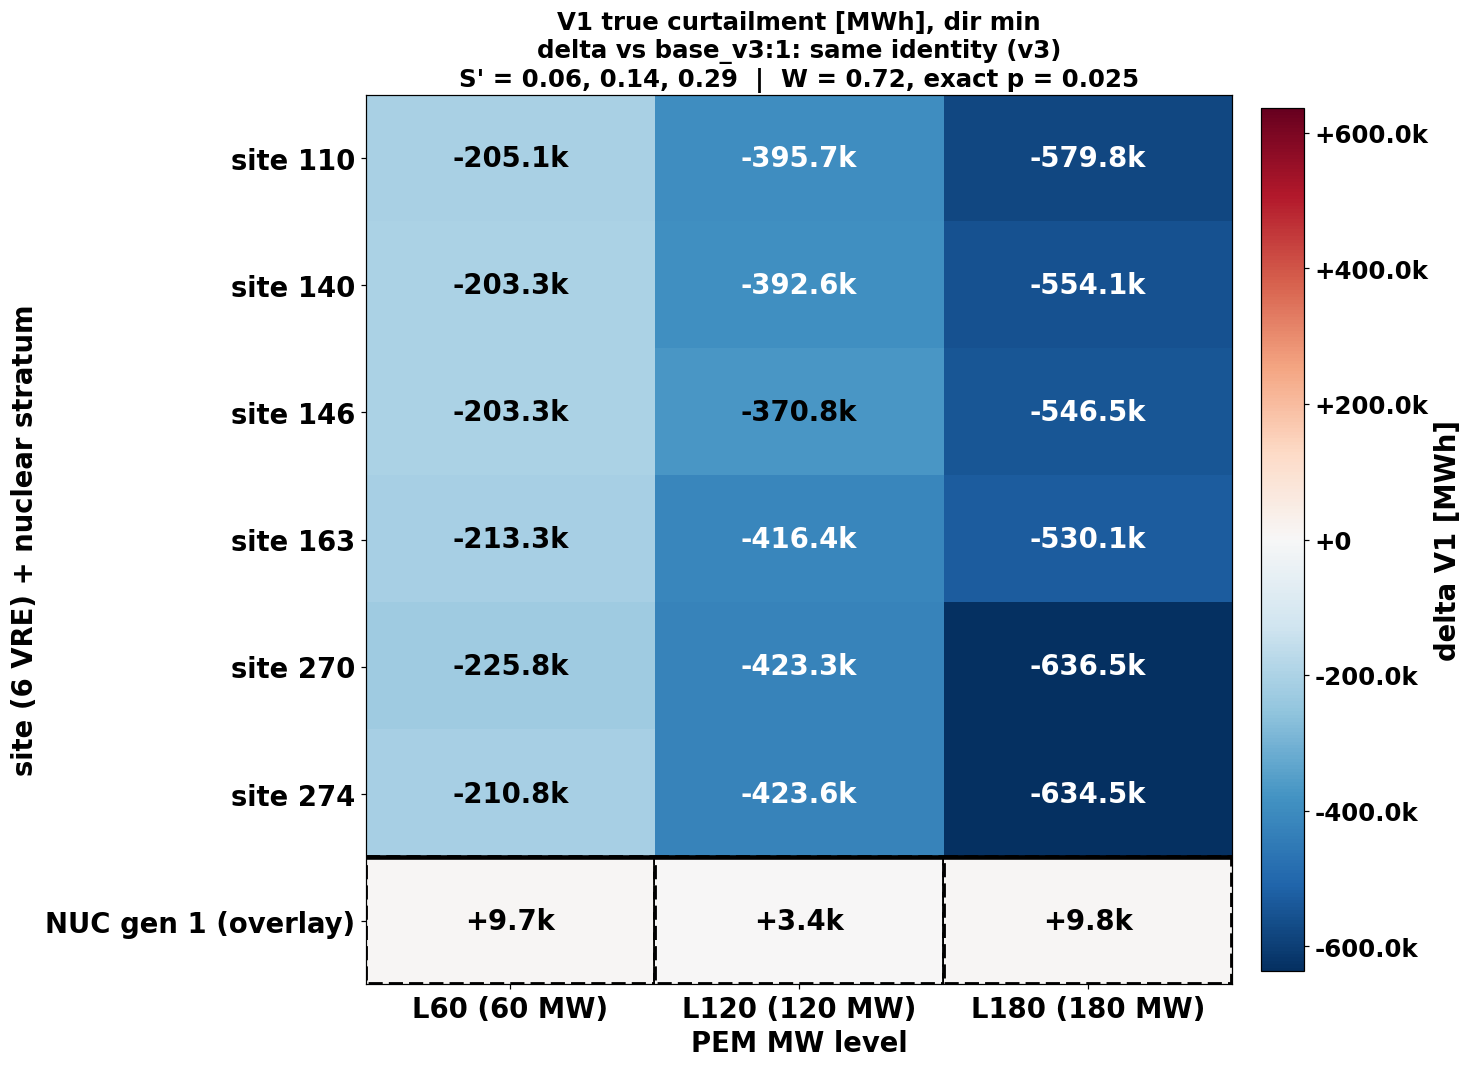 V1 true curtailment [MWh], dir min
delta vs base_v3:1: same identity (v3)
S' = 0.06, 0.14, 0.29 | W = 0.72, exact p = 0.025
site (6 VRE) + nuclear stratum
site 110 -205.1k -395.7k -579.8k
site 140 -203.3k -392.6k -554.1k
site 146 -203.3k -370.8k -546.5k
site 163 -213.3k -416.4k -530.1k
site 270 -225.8k -423.3k -636.5k
site 274 -210.8k -423.6k -634.5k
NUC gen 1 (overlay) +9.7k +3.4k +9.8k
L60 (60 MW) L120 (120 MW) L180 (180 MW)
PEM MW level
+600.0k
+400.0k
+200.0k
+0
-200.0k
-400.0k
-600.0k
delta V1 [MWh]